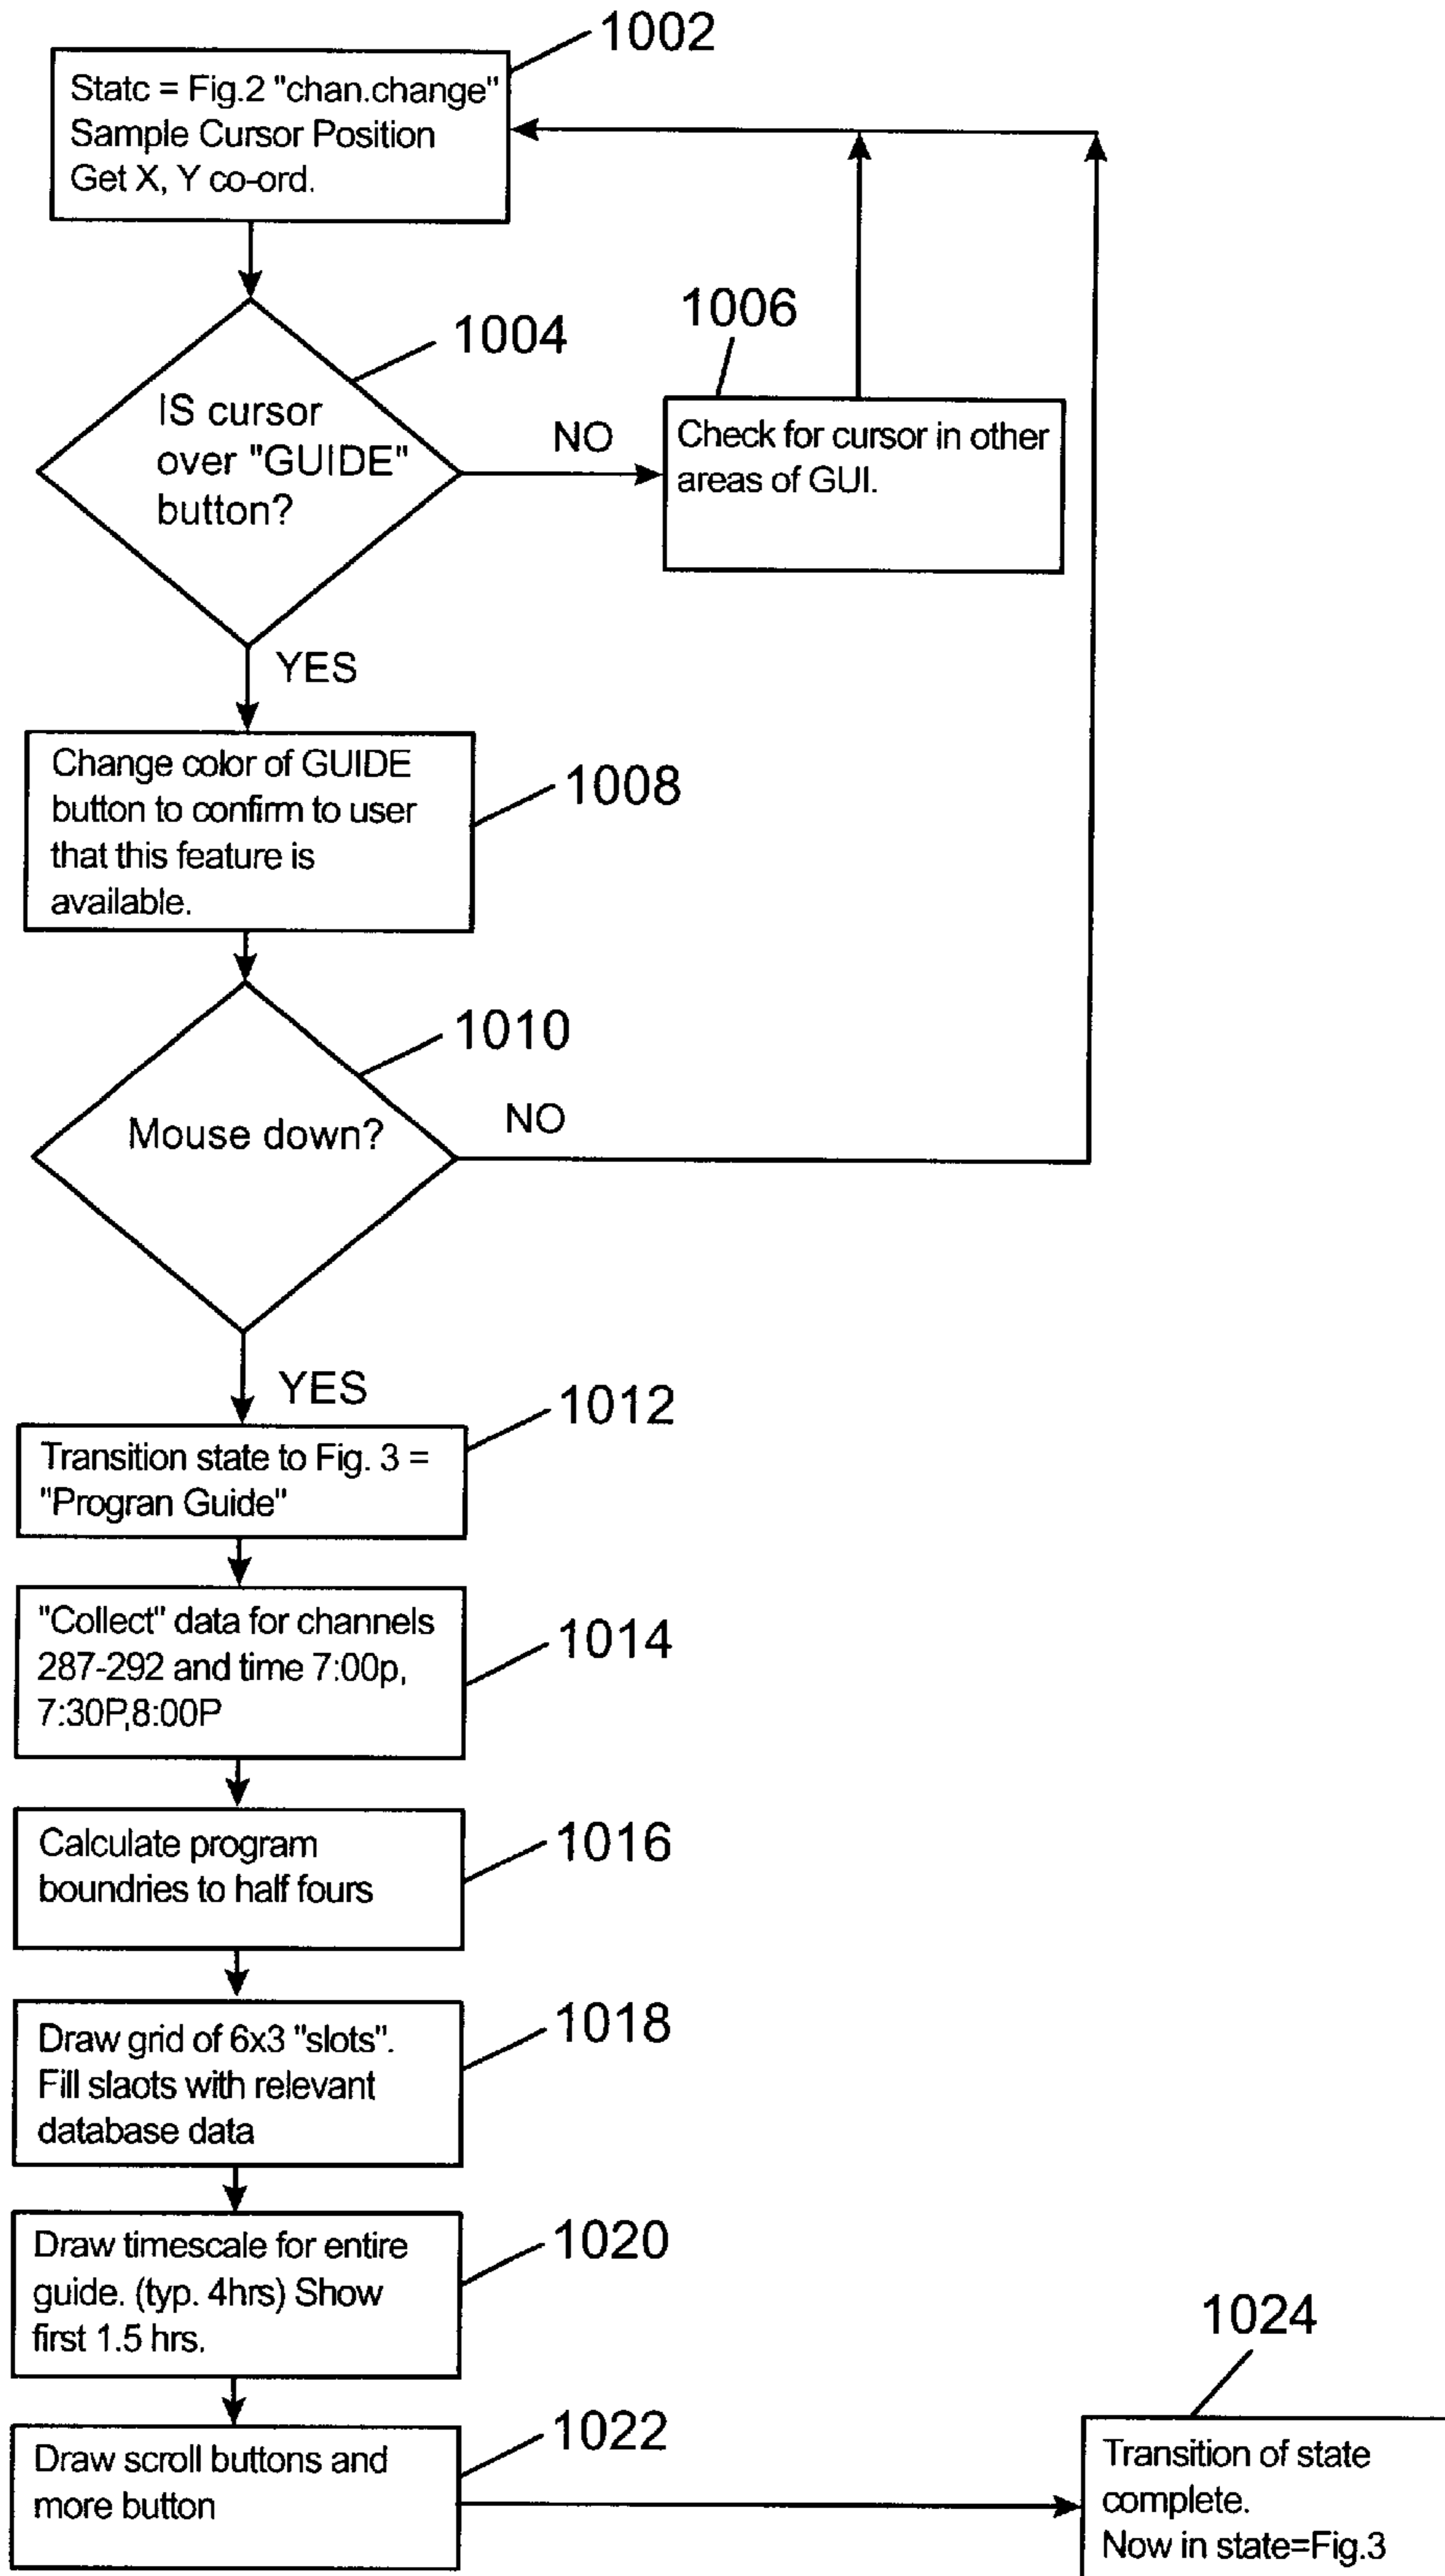 1002
Statc = Fig.2 "chan.change"
Sample Cursor Position
Get X, Y co-ord.
1004
IS cursor
over "GUIDE"
button?
NO
1006
Check for cursor in other
areas of GUI.
YES
Change color of GUIDE
button to confirm to user
that this feature is
available.
1008
1010
Mouse down?
NO
YES
1012
Transition state to Fig. 3 =
"Progran Guide"
"Collect" data for channels
287-292 and time 7:00p,
7:30P,8:00P
1014
Calculate program
boundries to half fours
1016
Draw grid of 6x3 "slots".
Fill slaots with relevant
database data
1018
Draw timescale for entire
guide. (typ. 4hrs) Show
first 1.5 hrs.
1020
Draw scroll buttons and
more button
1022
1024
Transition of state
complete.
Now in state=Fig.3